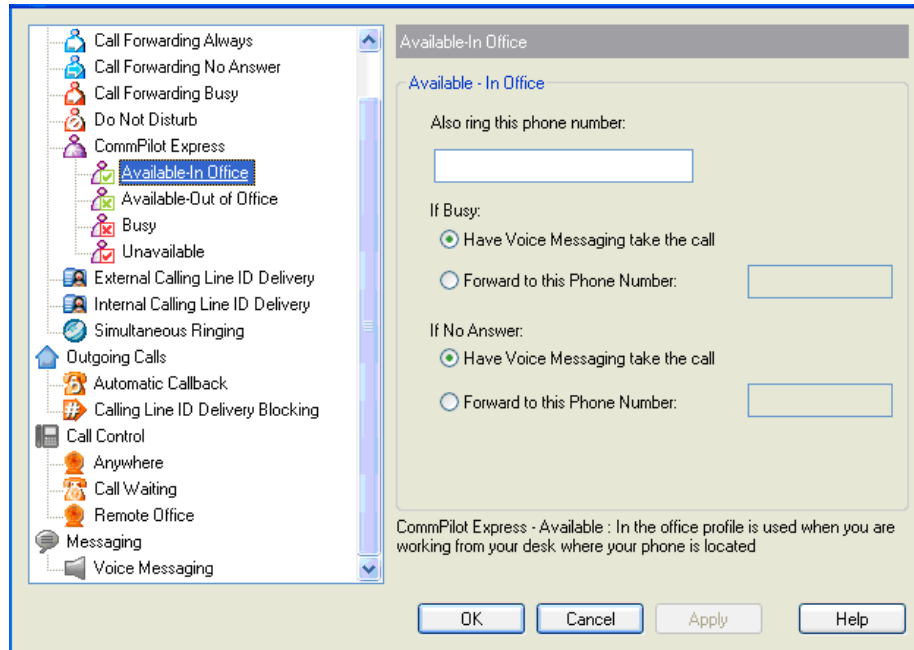 Call Forwarding Always
Call Forwarding No Answer
Call Forwarding Busy
Do Not Disturb
CommPilot Express
Available-In Office
Available-Out of Office
Busy
Unavailable
External Calling Line ID Delivery
Internal Calling Line ID Delivery
Simultaneous Ringing
Outgoing Calls
Automatic Callback
Calling Line ID Delivery Blocking
Call Control
Anywhere
Call Waiting
Remote Office
Messaging
Voice Messaging
Available-In Office
Available - In Office
Also ring this phone number:
If Busy:
Have Voice Messaging take the call
Forward to this Phone Number:
If No Answer:
Have Voice Messaging take the call
Forward to this Phone Number:
CommPilot Express - Available : In the office profile is used when you are
working from your desk where your phone is located
OK
Cancel
Apply
Help